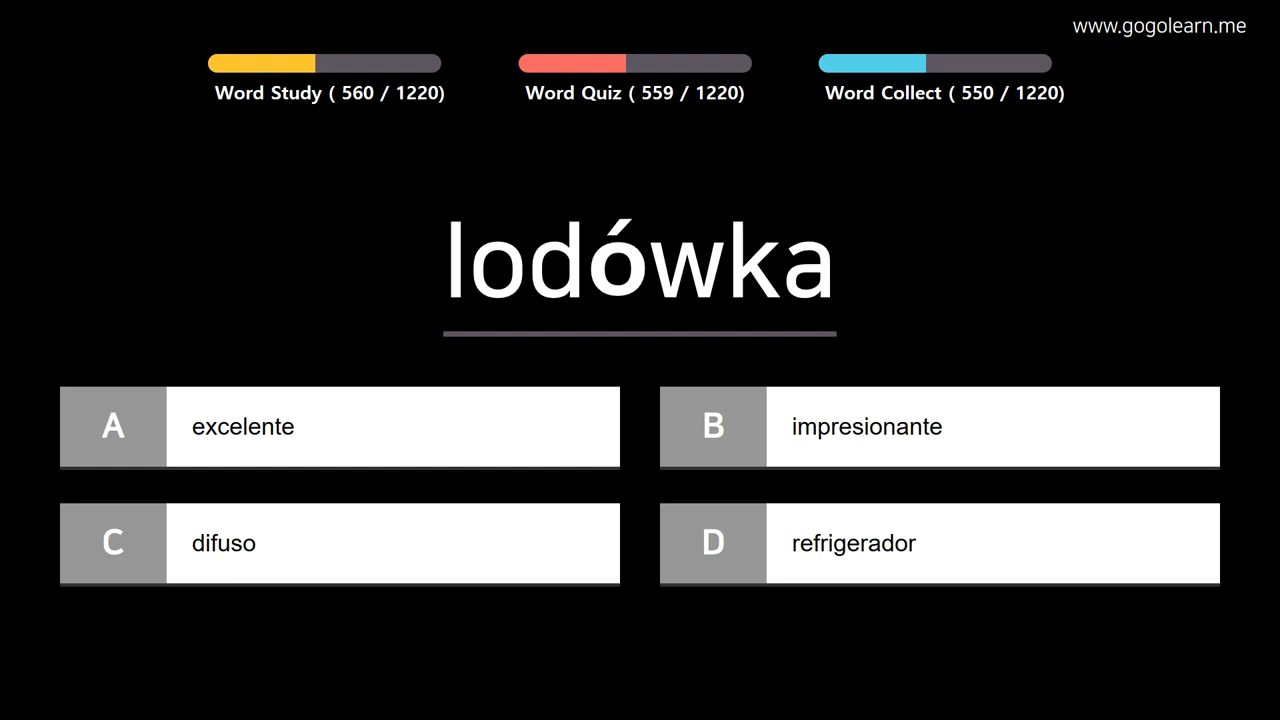 www.gogolearn.me
Word Study ( 560 / 1220)
Word Quiz ( 559 / 1220)
Word Collect ( 550 / 1220)
lodówka
A excelente
B impresionante
C difuso
D refrigerador